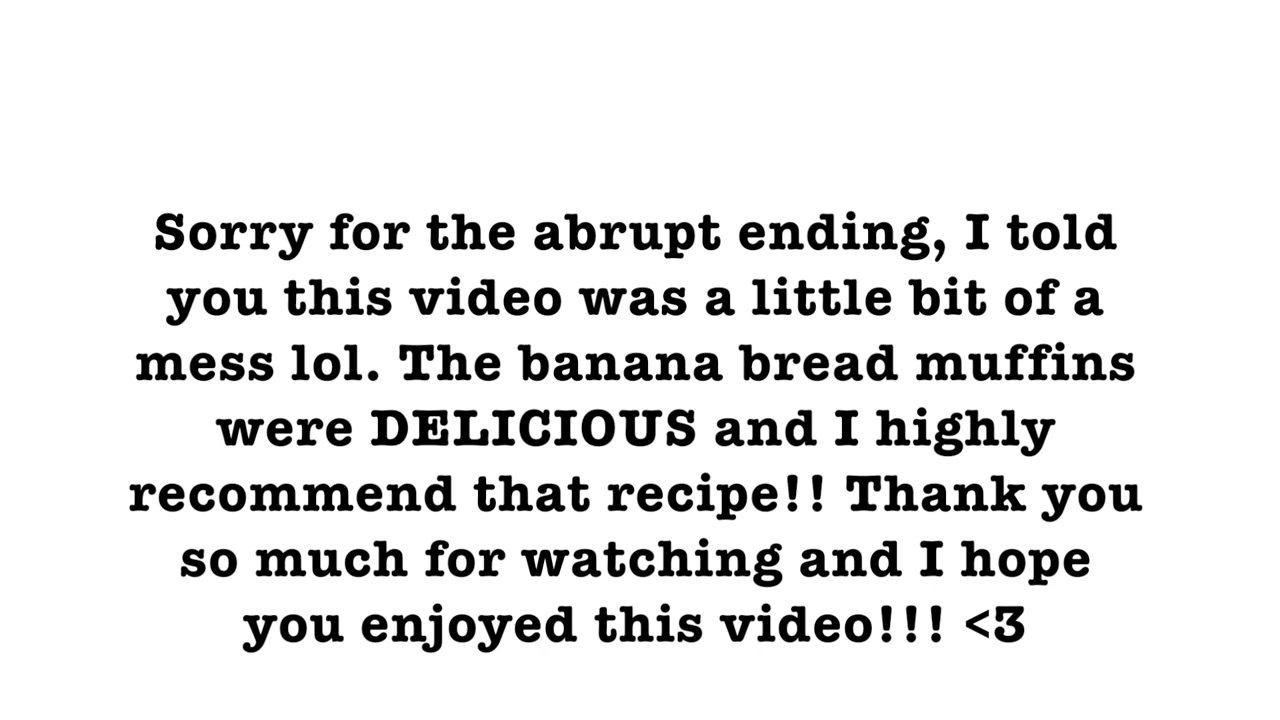 Sorry for the abrupt ending, I told
you this video was a little bit of a
mess lol. The banana bread muffins
were DELICIOUS and I highly
recommend that recipe!! Thank you
so much for watching and I hope
you enjoyed this video!!! <3